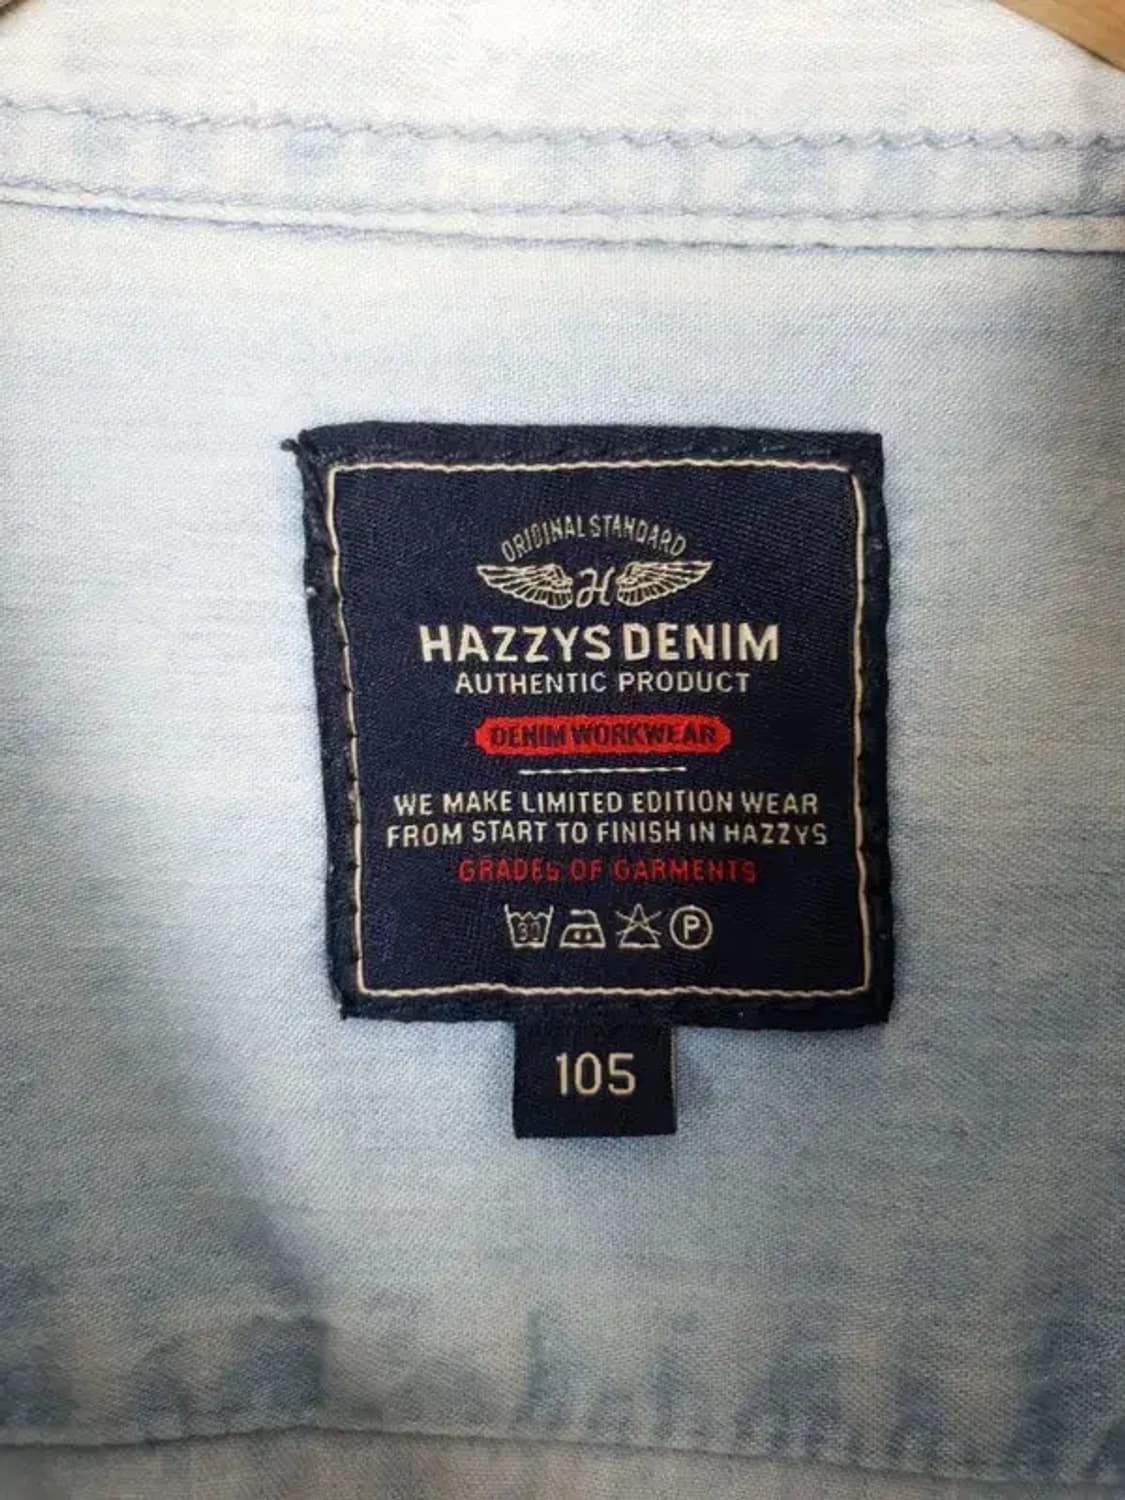 ORIGINAL STANDARD
H
HAZZYS DENIM
AUTHENTIC PRODUCT
DENIM WORKWEAR
WE MAKE LIMITED EDITION WEAR
FROM START TO FINISH IN HAZZYS
GRADES OF GARMENTS
30 P
105